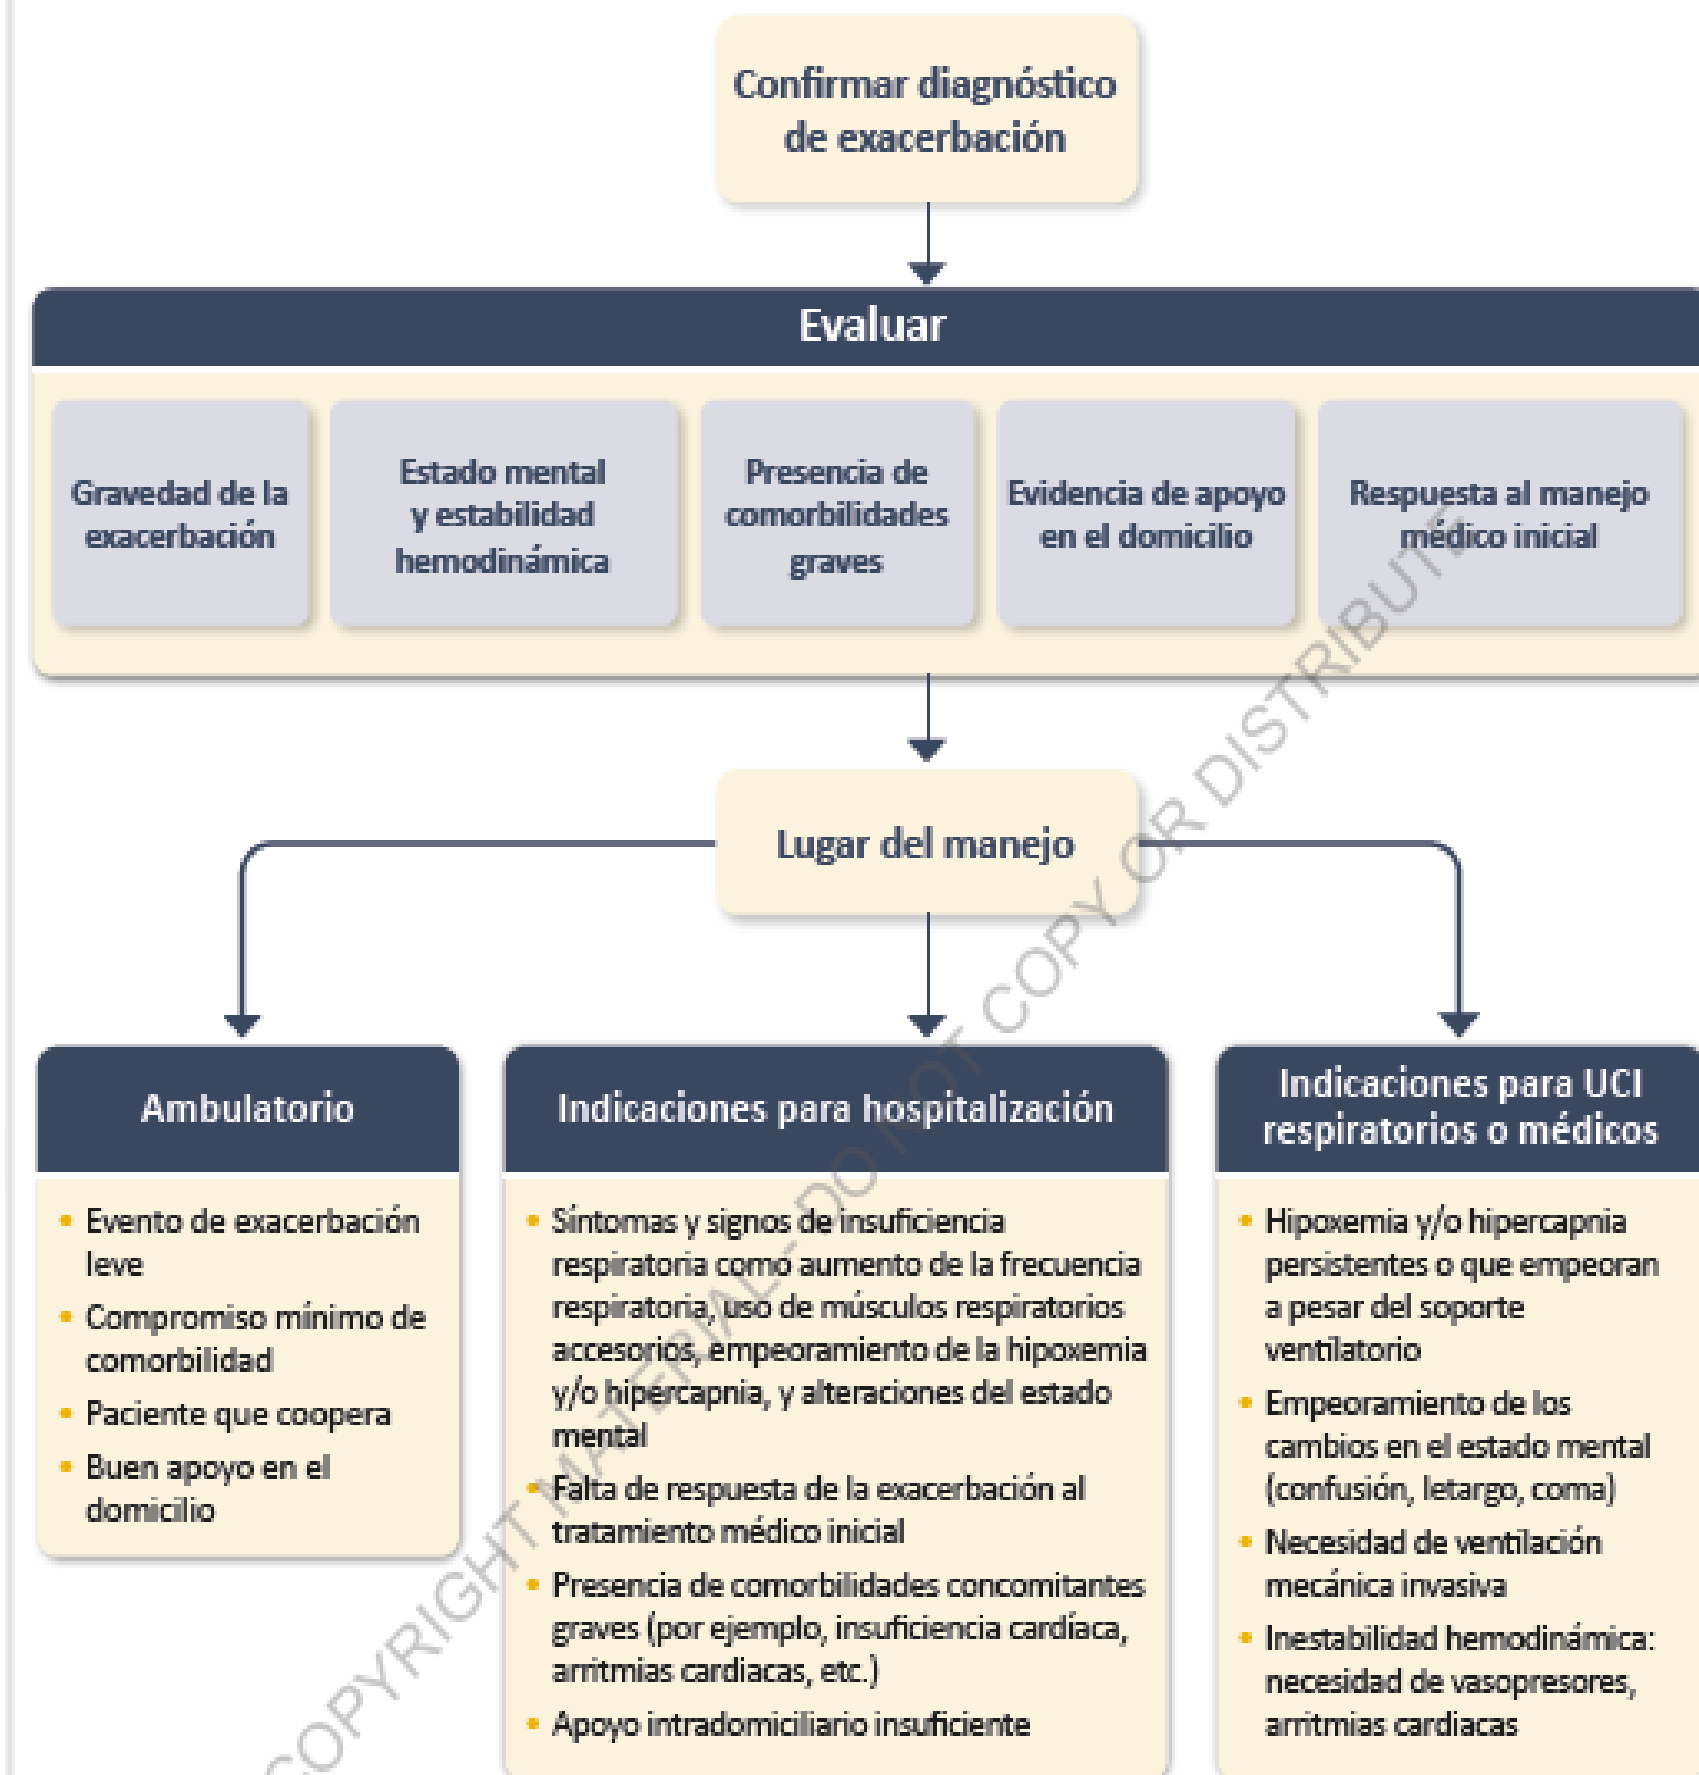 Confirmar diagnóstico
de exacerbación
Evaluar
Gravedad de la
exacerbación
Estado mental
y estabilidad
hemodinámica
Presencia de
comorbilidades
graves
Evidencia de apoyo
en el domicilio
Respuesta al manejo
médico inicial
Lugar del manejo
Ambulatorio
• Evento de exacerbación
leve
• Compromiso mínimo de
comorbilidad
• Paciente que coopera
• Buen apoyo en el
domicilio
Indicaciones para hospitalización
• Síntomas y signos de insuficiencia
respiratoria como aumento de la frecuencia
respiratoria, uso de músculos respiratorios
accesorios, empeoramiento de la hipoxemia
y/o hipercapnia, y alteraciones del estado
mental
• Falta de respuesta de la exacerbación al
tratamiento médico inicial
• Presencia de comorbilidades concomitantes
graves (por ejemplo, insuficiencia cardíaca,
arritmias cardiacas, etc.)
• Apoyo intradomiciliario insuficiente
Indicaciones para UCI
respiratorios o médicos
• Hipoxemia y/o hipercapnia
persistentes o que empeoran
a pesar del soporte
ventilatorio
• Empeoramiento de los
cambios en el estado mental
(confusión, letargo, coma)
• Necesidad de ventilación
mecánica invasiva
• Inestabilidad hemodinámica:
necesidad de vasopresores,
arritmias cardiacas
COPYRIGHT MATERIAL - DO NOT COPY OR DISTRIBUTE